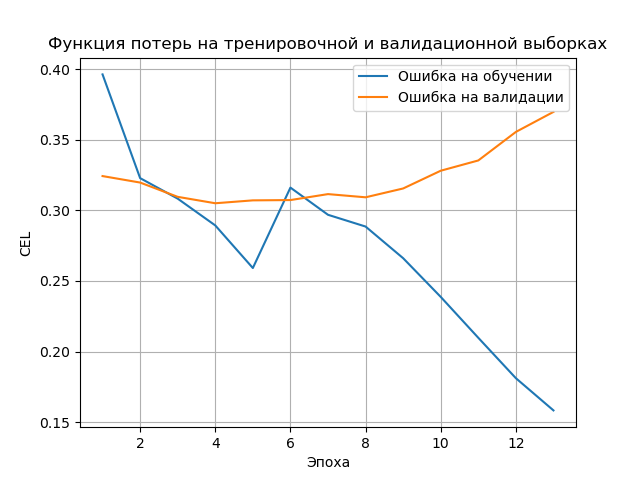 Функция потерь на тренировочной и валидационной выборках
Ошибка на обучении
Ошибка на валидации
CEL
0.40
0.35
0.30
0.25
0.20
0.15
2 4 6 8 10 12
Эпоха